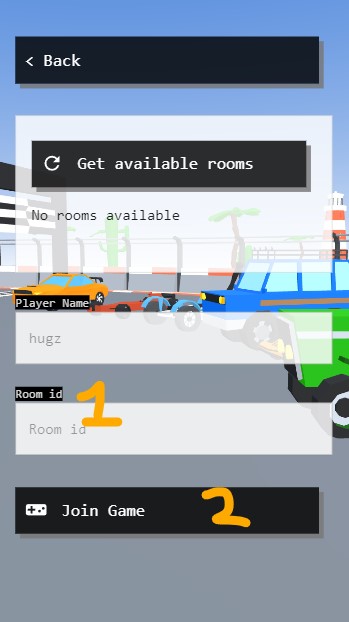 < Back
Get available rooms
No rooms available
Player Name
hugz
Room id
1
Room id
Join Game
2